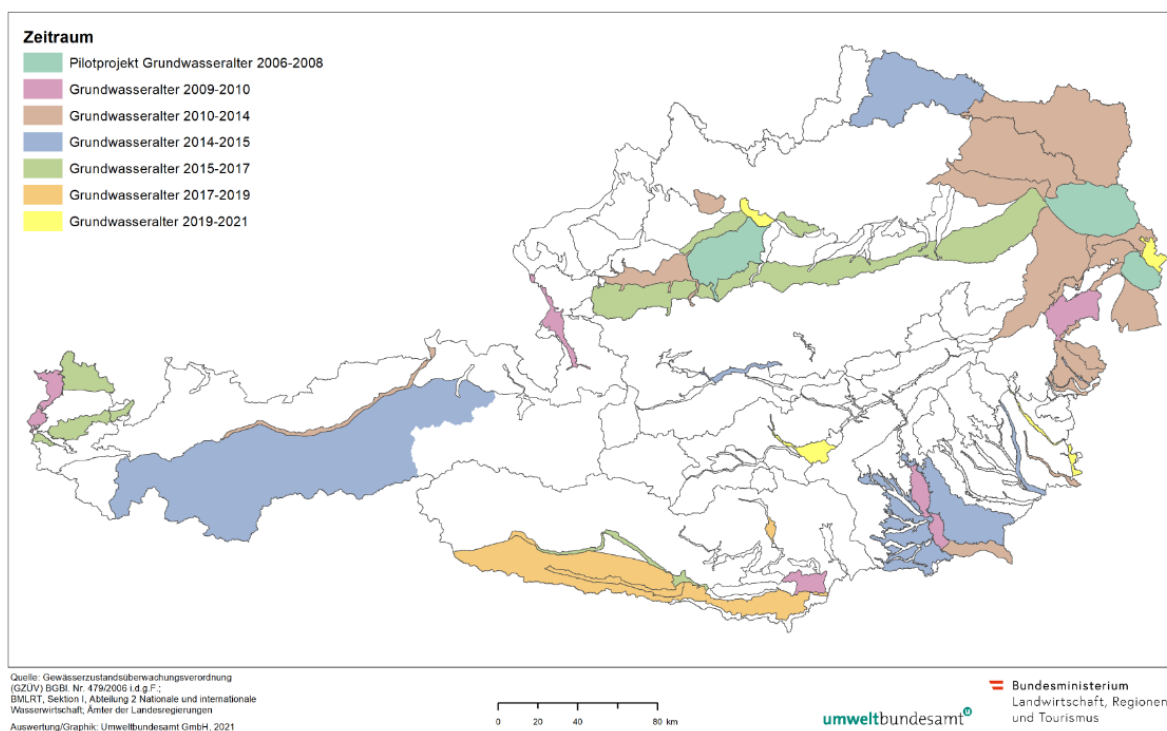 Zeitraum
Pilotprojekt Grundwasseralter 2006-2008
Grundwasseralter 2009-2010
Grundwasseralter 2010-2014
Grundwasseralter 2014-2015
Grundwasseralter 2015-2017
Grundwasseralter 2017-2019
Grundwasseralter 2019-2021
Quelle: Gewässerzustandsüberwachungsverordnung
(GZÜV) BGBl. Nr. 479/2006 i.d.g.F.;
BMLRT, Sektion I, Abteilung 2 Nationale und internationale
Wasserwirtschaft; Ämter der Landesregierungen
Auswertung/Graphik: Umweltbundesamt GmbH, 2021
0 20 40 80 km
umweltbundesamt
Bundesministerium
Landwirtschaft, Regionen
und Tourismus